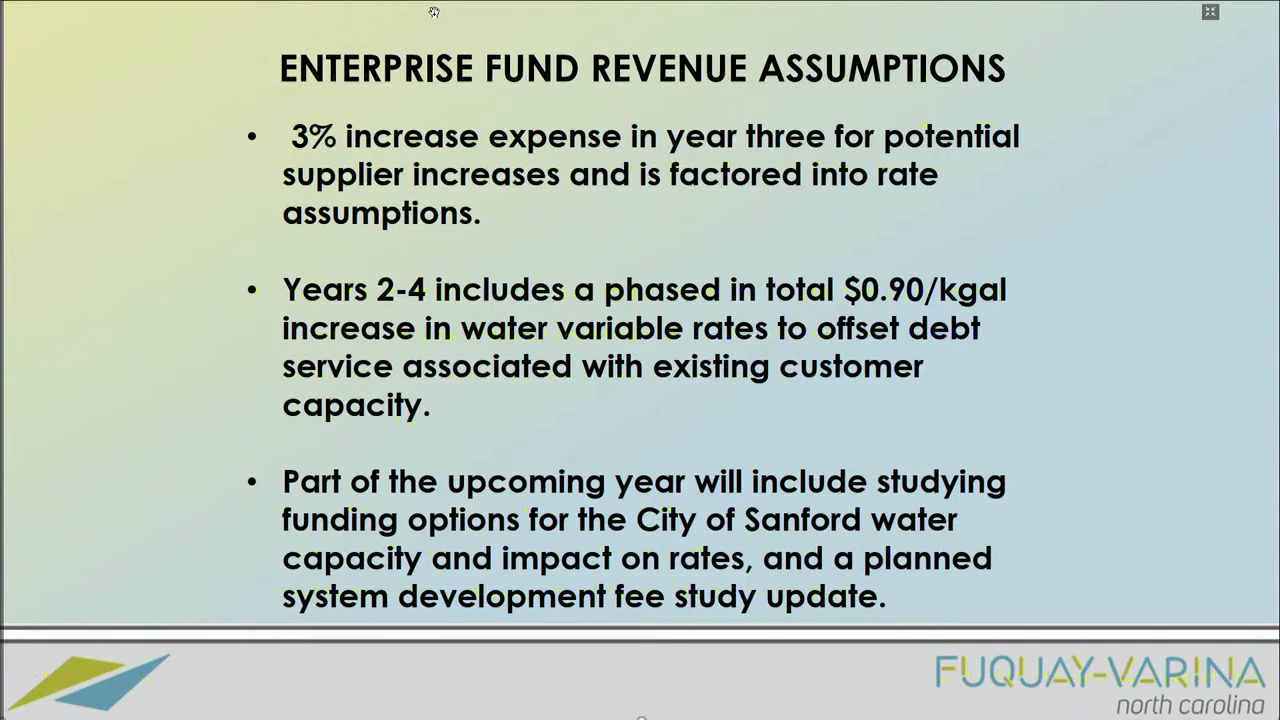 ENTERPRISE FUND REVENUE ASSUMPTIONS
• 3% increase expense in year three for potential
supplier increases and is factored into rate
assumptions.
• Years 2-4 includes a phased in total $0.90/kgal
increase in water variable rates to offset debt
service associated with existing customer
capacity.
• Part of the upcoming year will include studying
funding options for the City of Sanford water
capacity and impact on rates, and a planned
system development fee study update.
FUQUAY-VARINA
north carolina